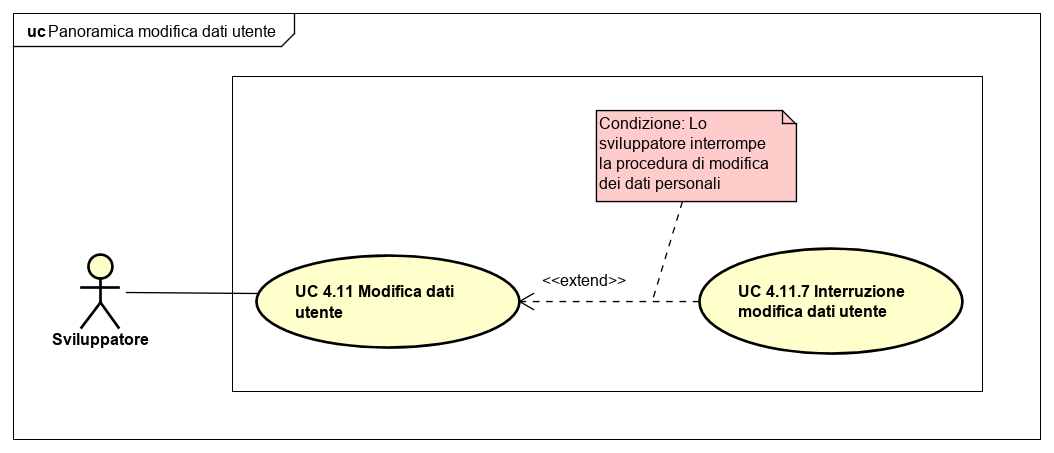 uc Panoramica modifica dati utente
Condizione: Lo
sviluppatore interrompe
la procedura di modifica
dei dati personali
<<extend>>
UC 4.11 Modifica dati
utente
UC 4.11.7 Interruzione
modifica dati utente
Sviluppatore